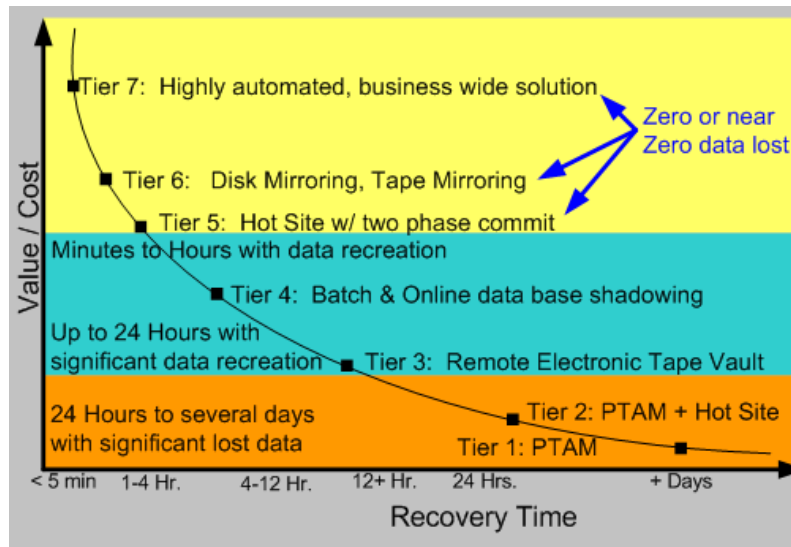 Value / Cost
Tier 7: Highly automated, business wide solution
Zero or near
Zero data lost
Tier 6: Disk Mirroring, Tape Mirroring
Tier 5: Hot Site w/ two phase commit
Minutes to Hours with data recreation
Tier 4: Batch & Online data base shadowing
Up to 24 Hours with
significant data recreation
Tier 3: Remote Electronic Tape Vault
24 Hours to several days
with significant lost data
Tier 2: PTAM + Hot Site
Tier 1: PTAM
< 5 min 1-4 Hr. 4-12 Hr. 12+ Hr. 24 Hrs. + Days
Recovery Time